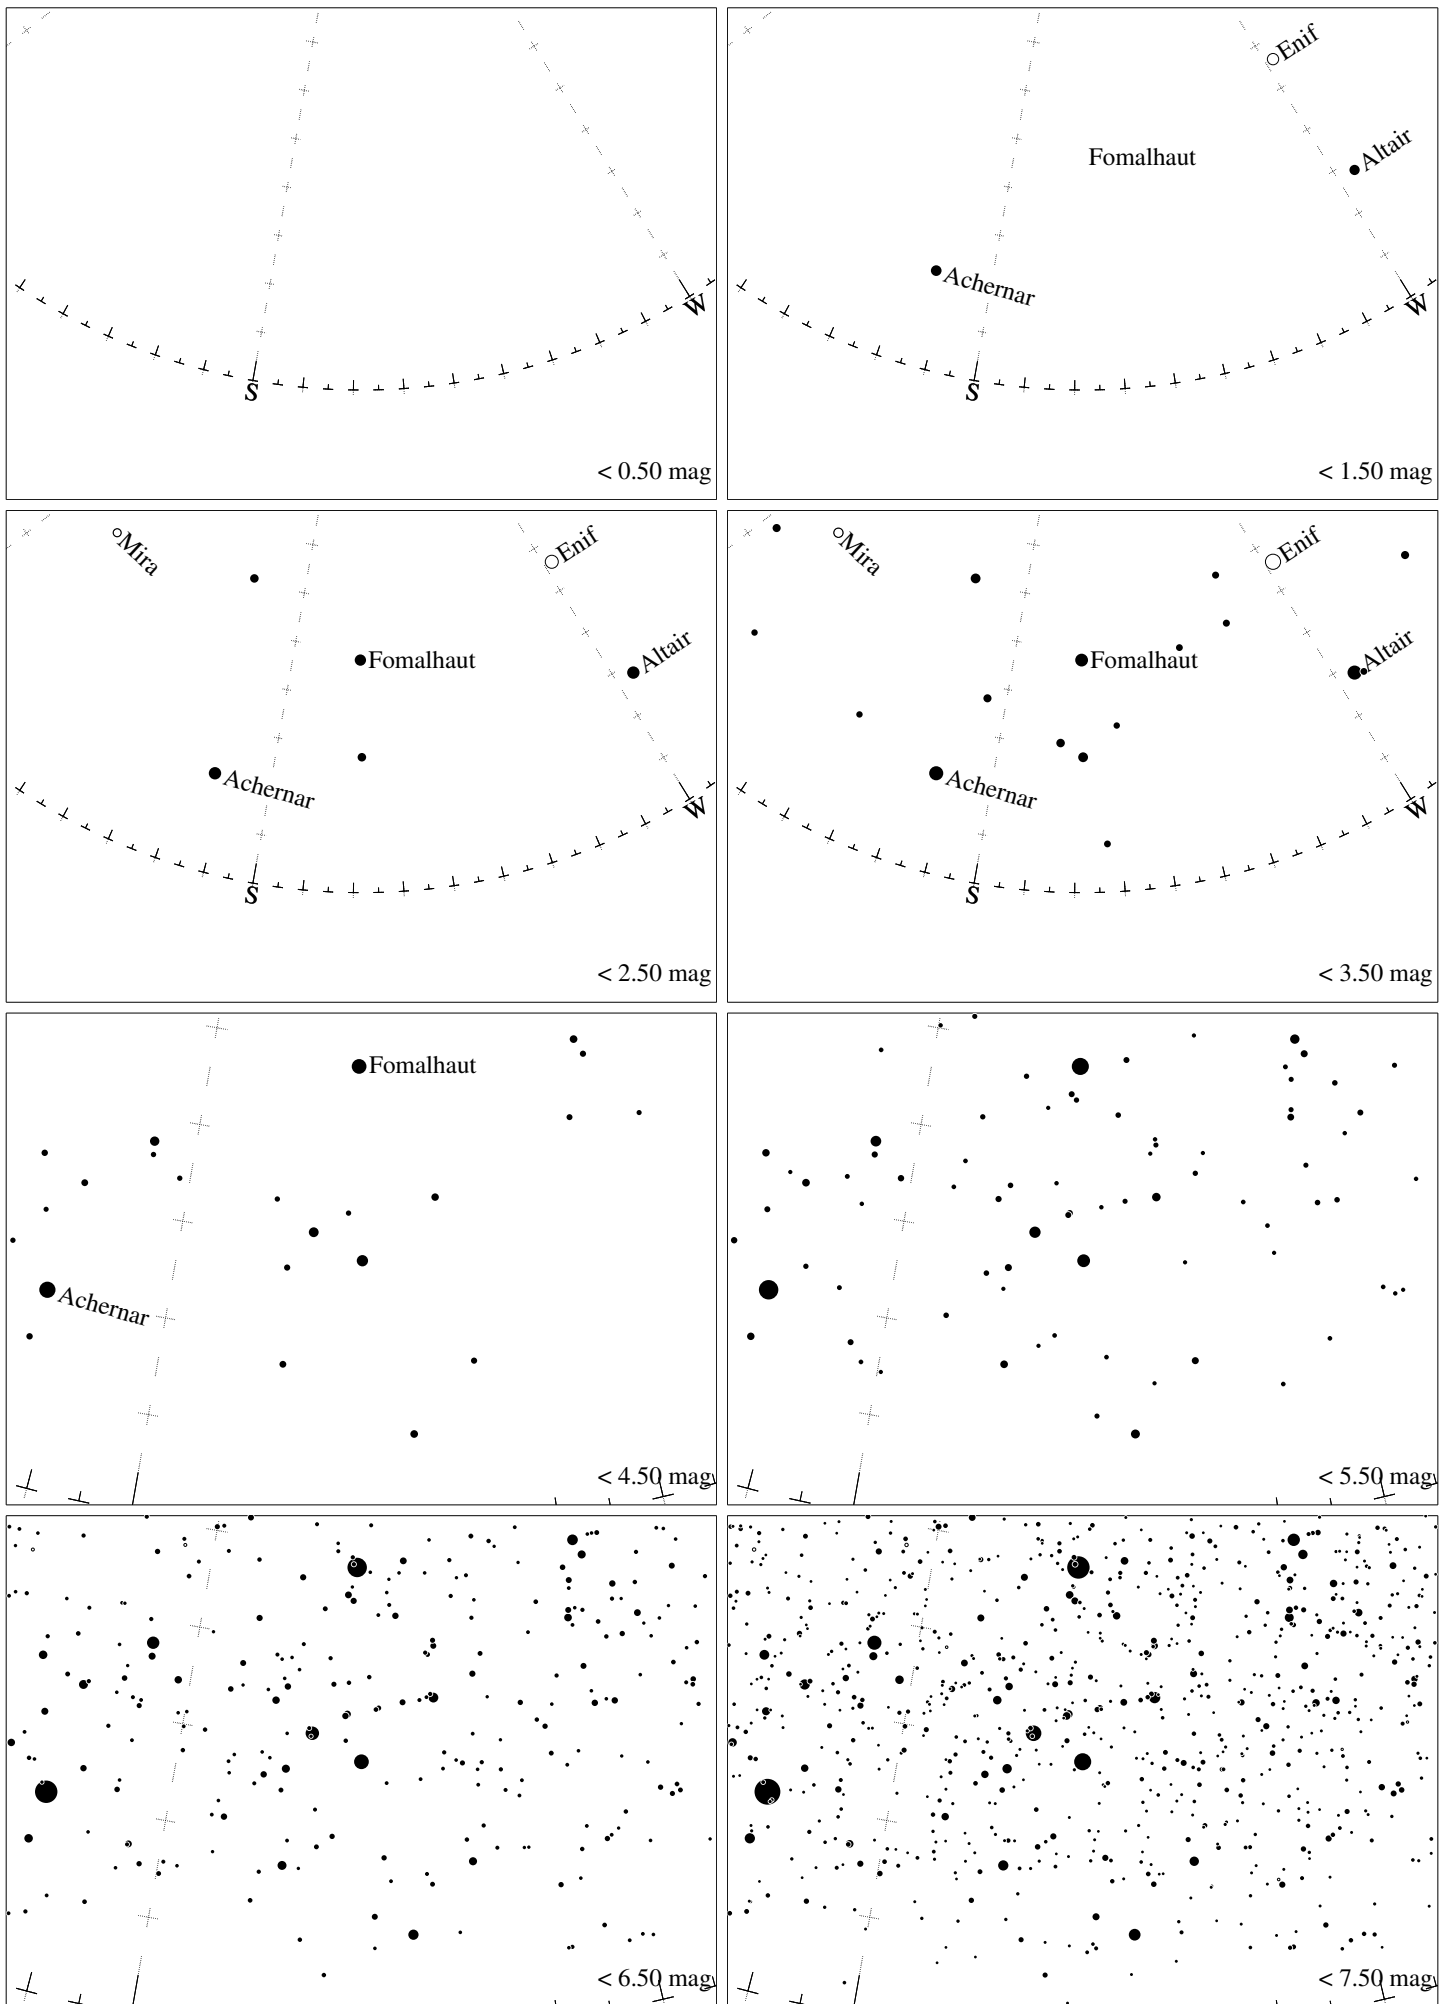 S
W
< 0.50 mag
Enif
Altair
Fomalhaut
Achernar
S
W
< 1.50 mag
Mira
Enif
Altair
Fomalhaut
Achernar
S
W
< 2.50 mag
Mira
Enif
Altair
Fomalhaut
Achernar
S
W
< 3.50 mag
Fomalhaut
Achernar
< 4.50 mag
< 5.50 mag
< 6.50 mag
< 7.50 mag